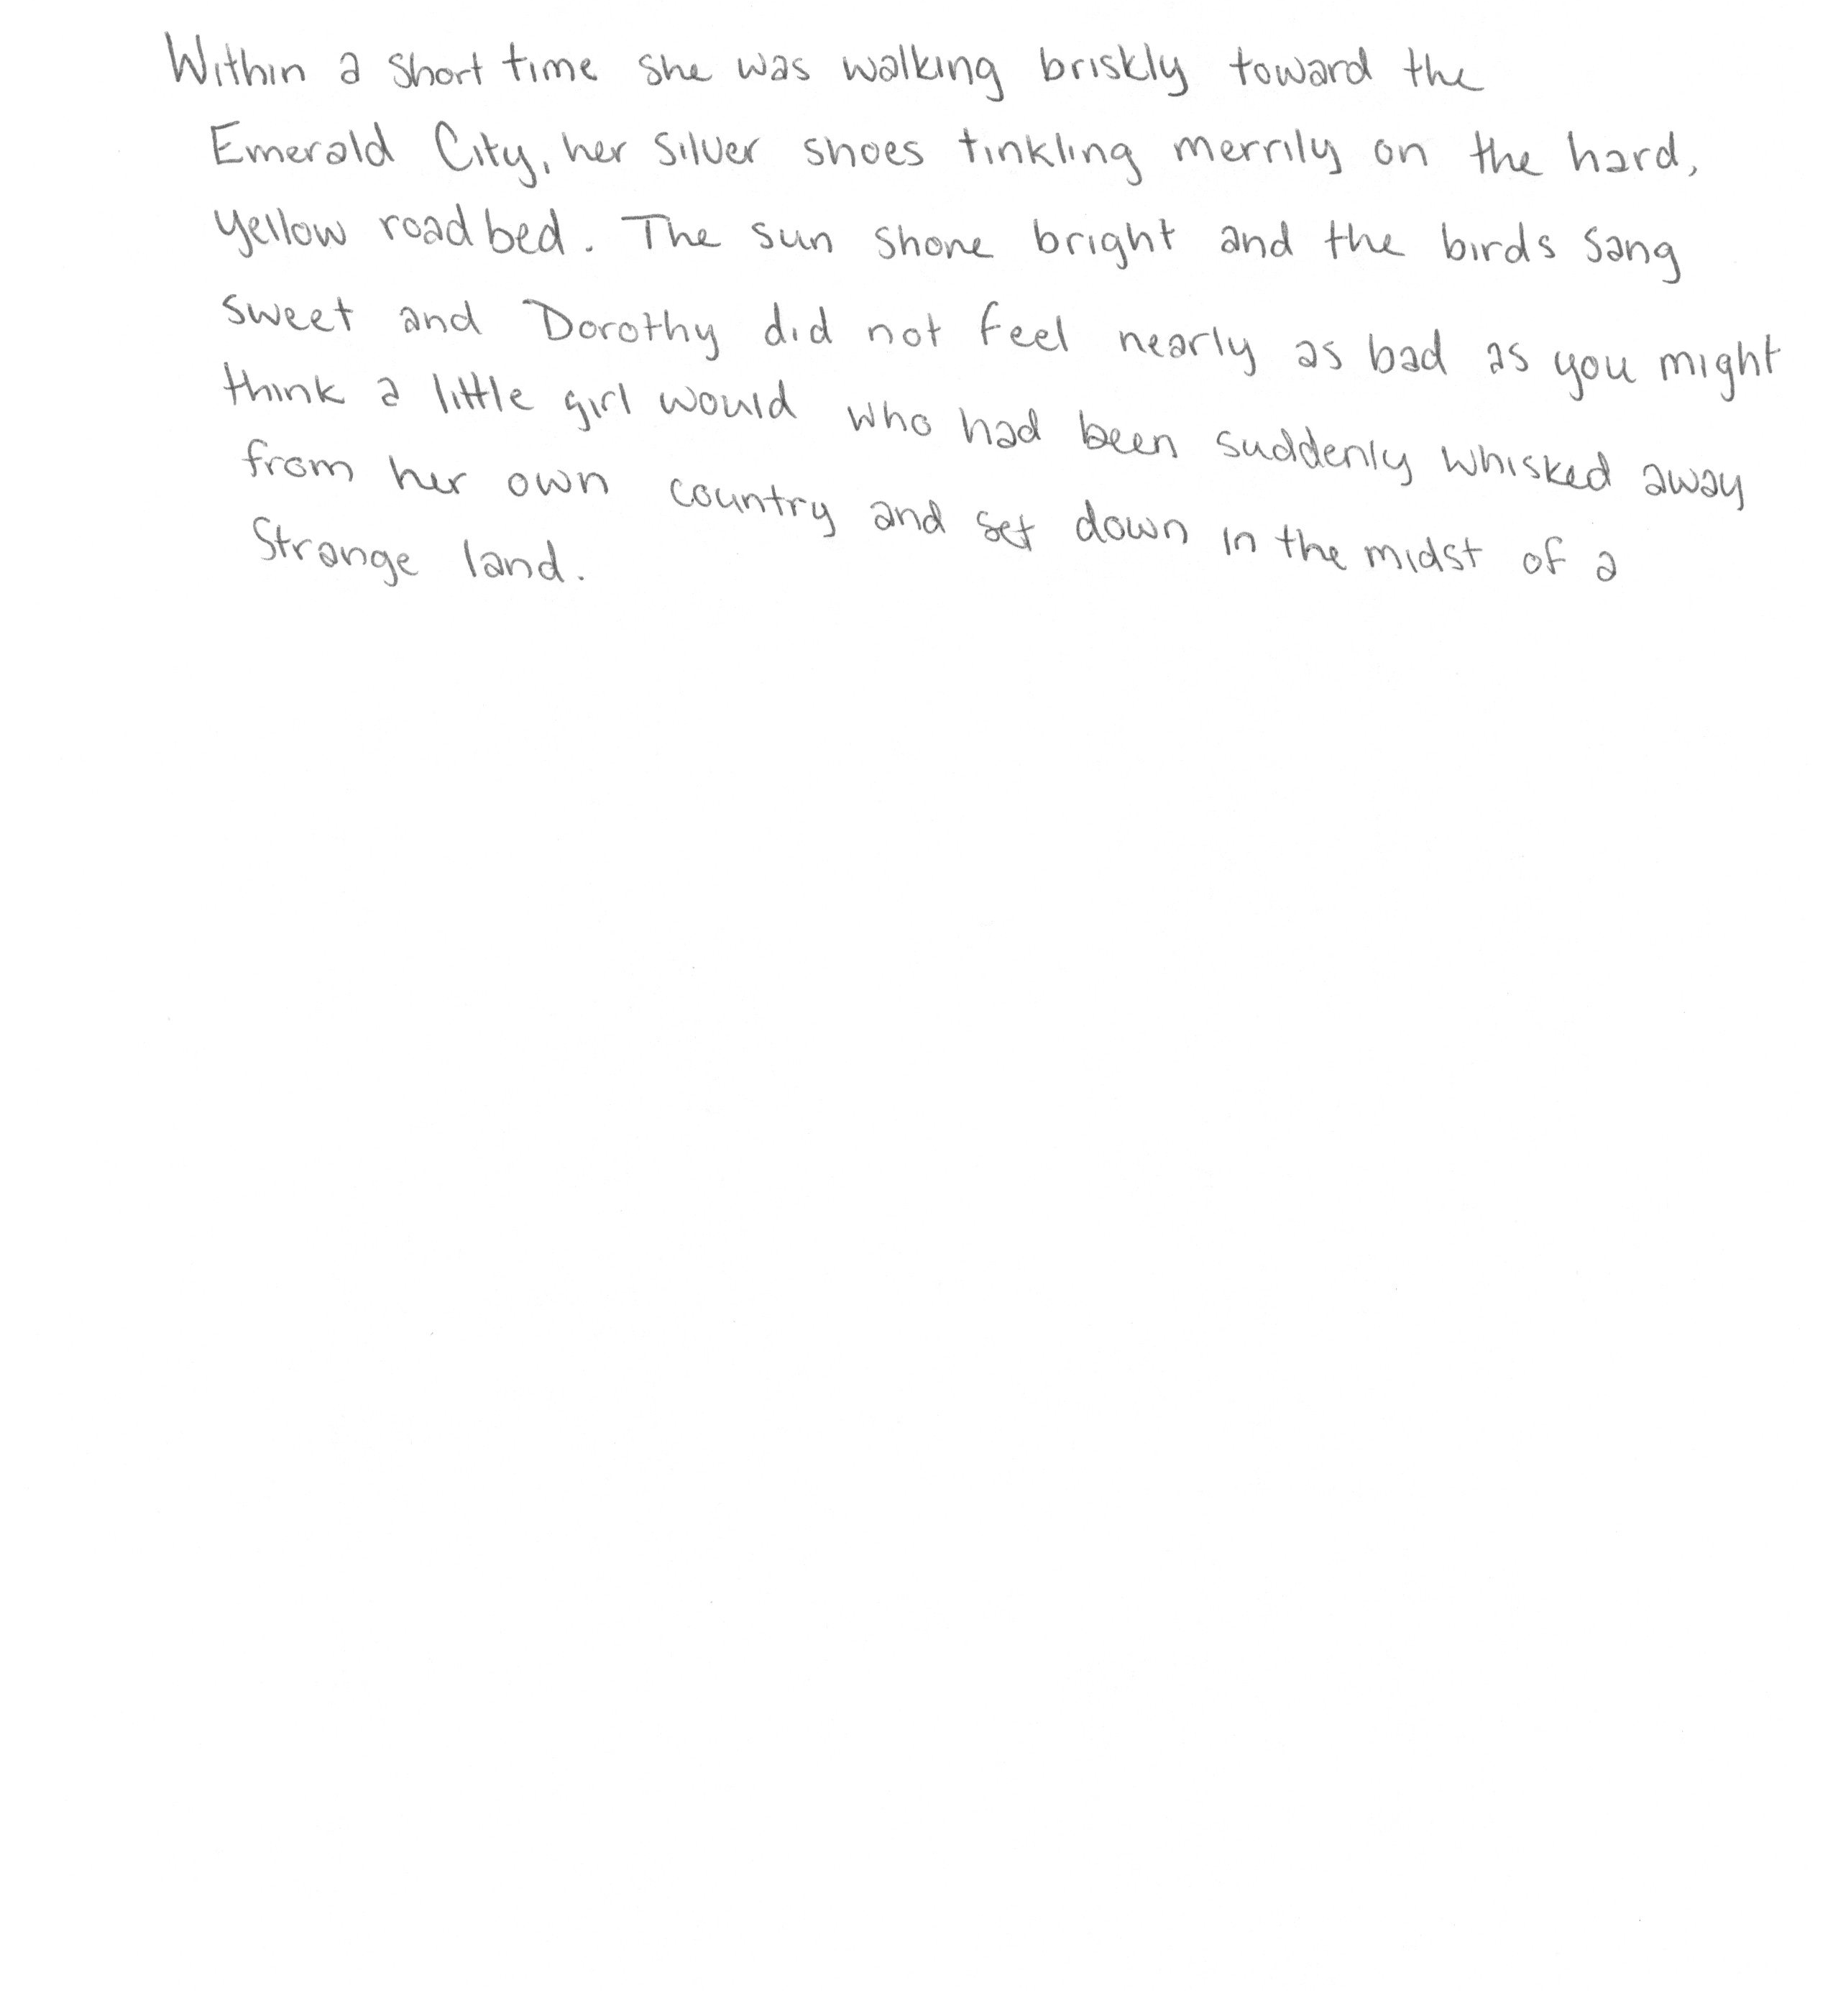 Within a short time she was walking briskly toward the
Emerald City, her silver shoes tinkling merrily on the hard,
yellow road bed. The sun shone bright and the birds sang
sweet and Dorothy did not feel nearly as bad as you might
think a little girl would who had been suddenly whisked away
from her own country and set down in the midst of a
strange land.